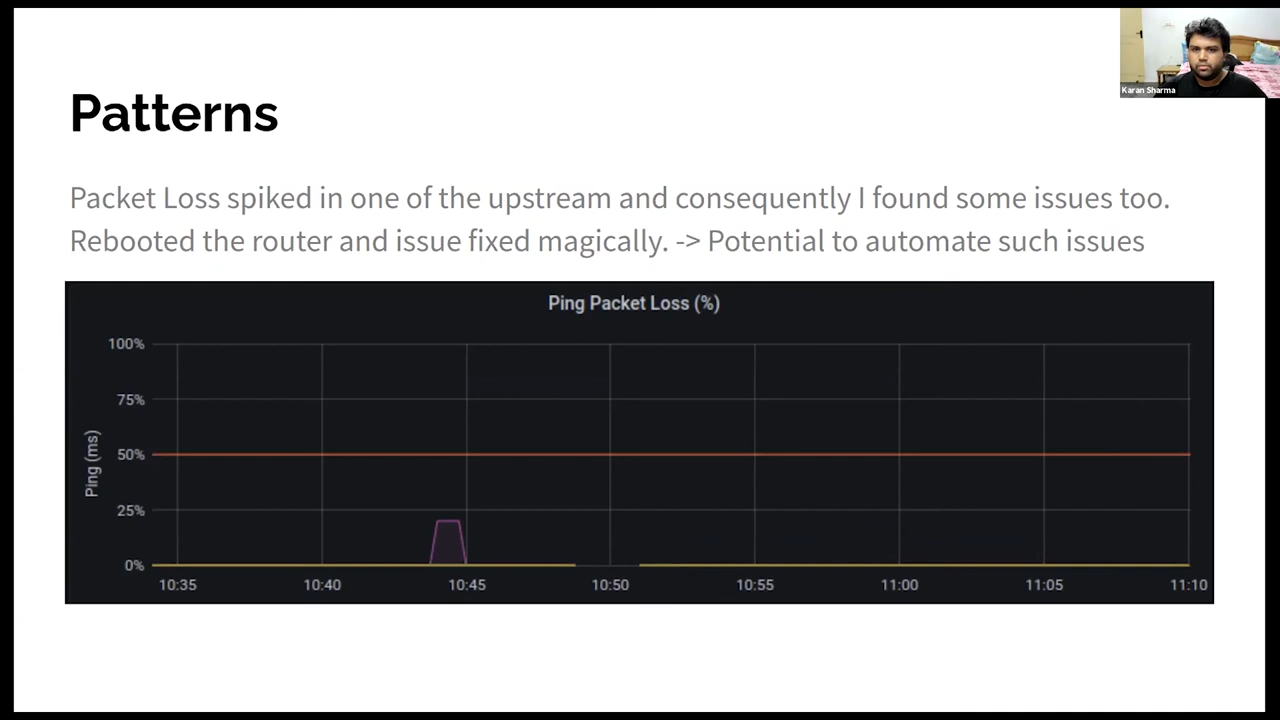 Karan Sharma
Patterns
Packet Loss spiked in one of the upstream and consequently I found some issues too.
Rebooted the router and issue fixed magically. -> Potential to automate such issues
Ping Packet Loss (%)
Ping (ms)
100%
75%
50%
25%
0%
10:35 10:40 10:45 10:50 10:55 11:00 11:05 11:10